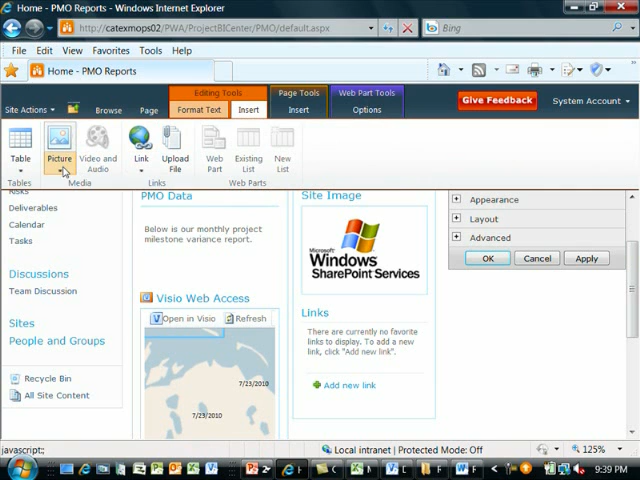 Home - PMO Reports - Windows Internet Explorer
http://catexmops02/PWA/ProjectBICenter/PMO/default.aspx
Bing
File Edit View Favorites Tools Help
Home - PMO Reports
Editing Tools Page Tools Web Part Tools
Site Actions Browse Page Format Text Insert Insert Options
Give Feedback System Account
Table Picture Video and Audio Link Upload File Web Part Existing List New List
Tables Media Links Web Parts
Risks
Deliverables
Calendar
Tasks
Discussions
Team Discussion
Sites
People and Groups
Recycle Bin
All Site Content
PMO Data
Below is our monthly project
milestone variance report.
Visio Web Access
Open in Visio Refresh
7/23/2010
7/23/2010
Site Image
Microsoft
Windows
SharePoint Services
Links
There are currently no favorite
links to display. To add a new
link, click "Add new link".
Add new link
Appearance
Layout
Advanced
OK Cancel Apply
javascript:;
Local intranet | Protected Mode: Off
125%
9:39 PM